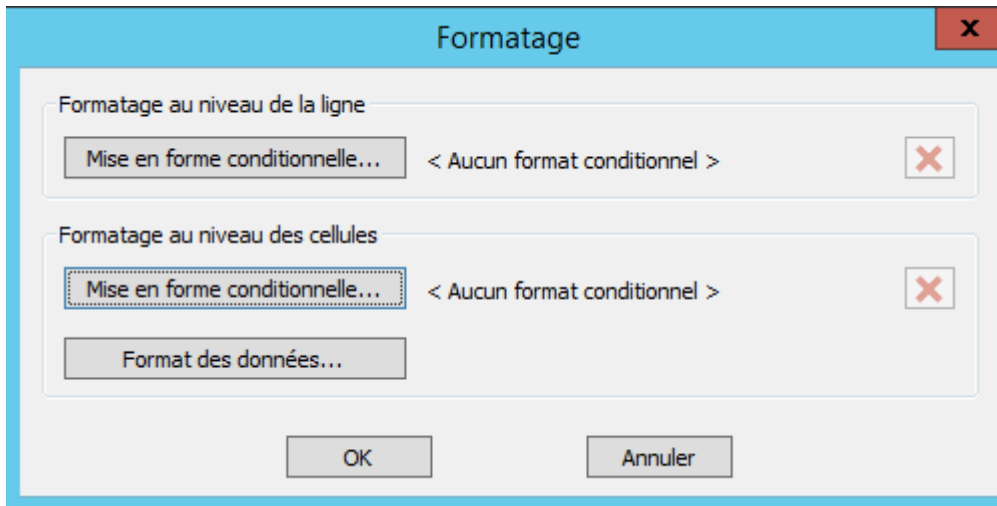 Formatage
x
Formatage au niveau de la ligne
Mise en forme conditionnelle... < Aucun format conditionnel >
Formatage au niveau des cellules
Mise en forme conditionnelle... < Aucun format conditionnel >
Format des données...
OK Annuler